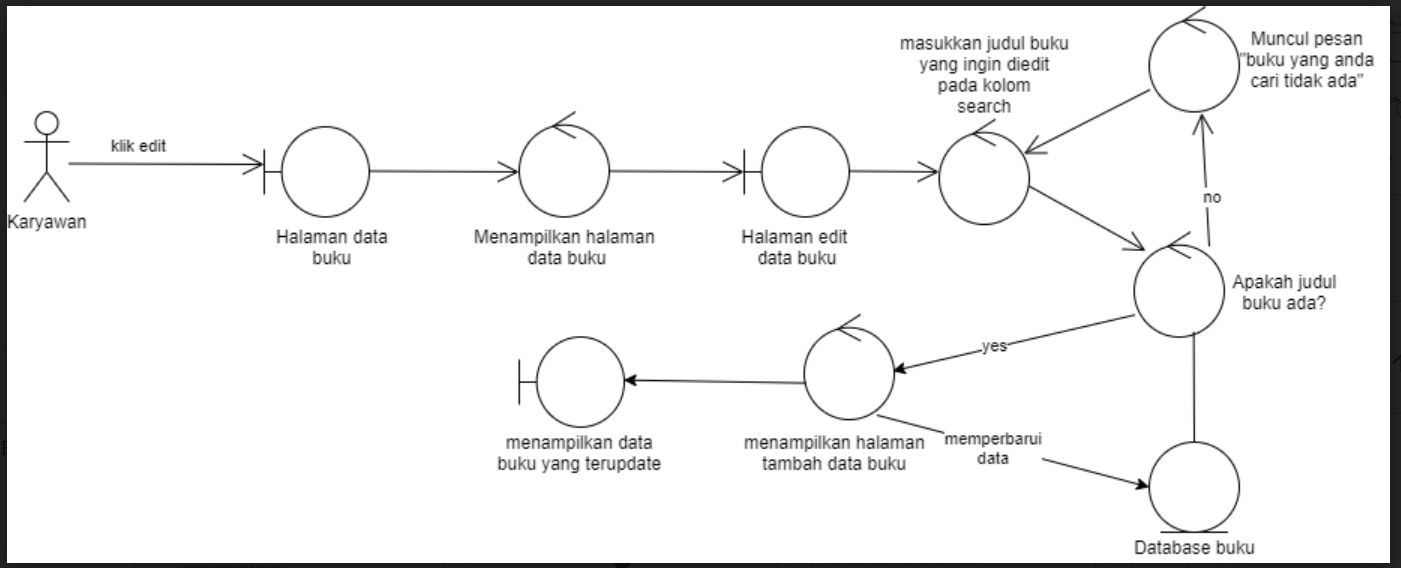 masukkan judul buku
yang ingin diedit
pada kolom
search
Muncul pesan
"buku yang anda
cari tidak ada"
klik edit
Karyawan
Halaman data
buku
Menampilkan halaman
data buku
Halaman edit
data buku
no
Apakah judul
buku ada?
yes
menampilkan data
buku yang terupdate
menampilkan halaman
tambah data buku
memperbarui
data
Database buku